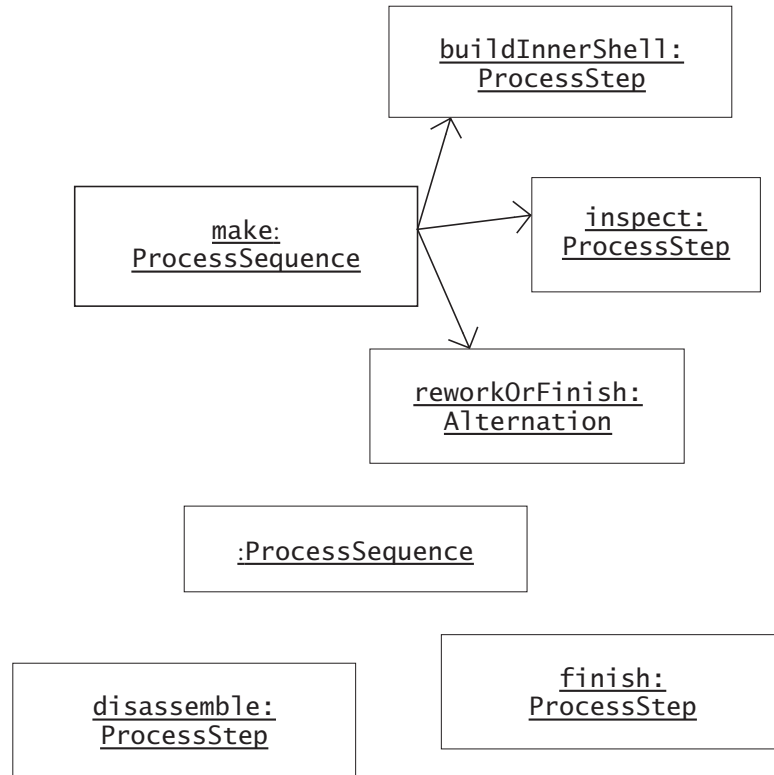 buildInnerShell:
ProcessStep
make:
ProcessSequence
inspect:
ProcessStep
reworkOrFinish:
Alternation
:ProcessSequence
disassemble:
ProcessStep
finish:
ProcessStep